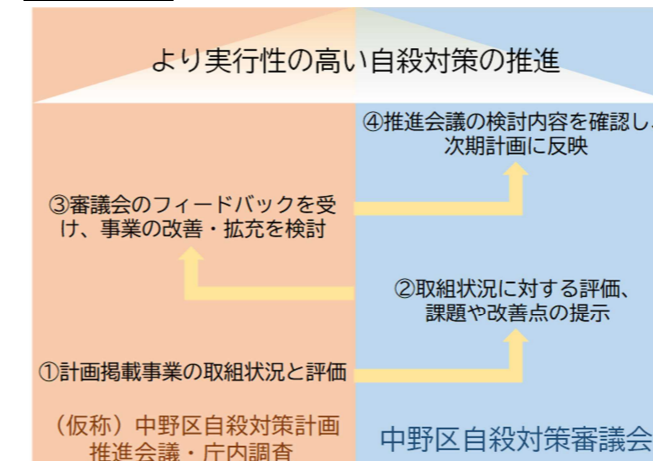 より実行性の高い自殺対策の推進
④推進会議の検討内容を確認し、
次期計画に反映
③審議会のフィードバックを受
け、事業の改善・拡充を検討
②取組状況に対する評価、
課題や改善点の提示
①計画掲載事業の取組状況と評価
（仮称）中野区自殺対策計画
推進会議・庁内調査
中野区自殺対策審議会